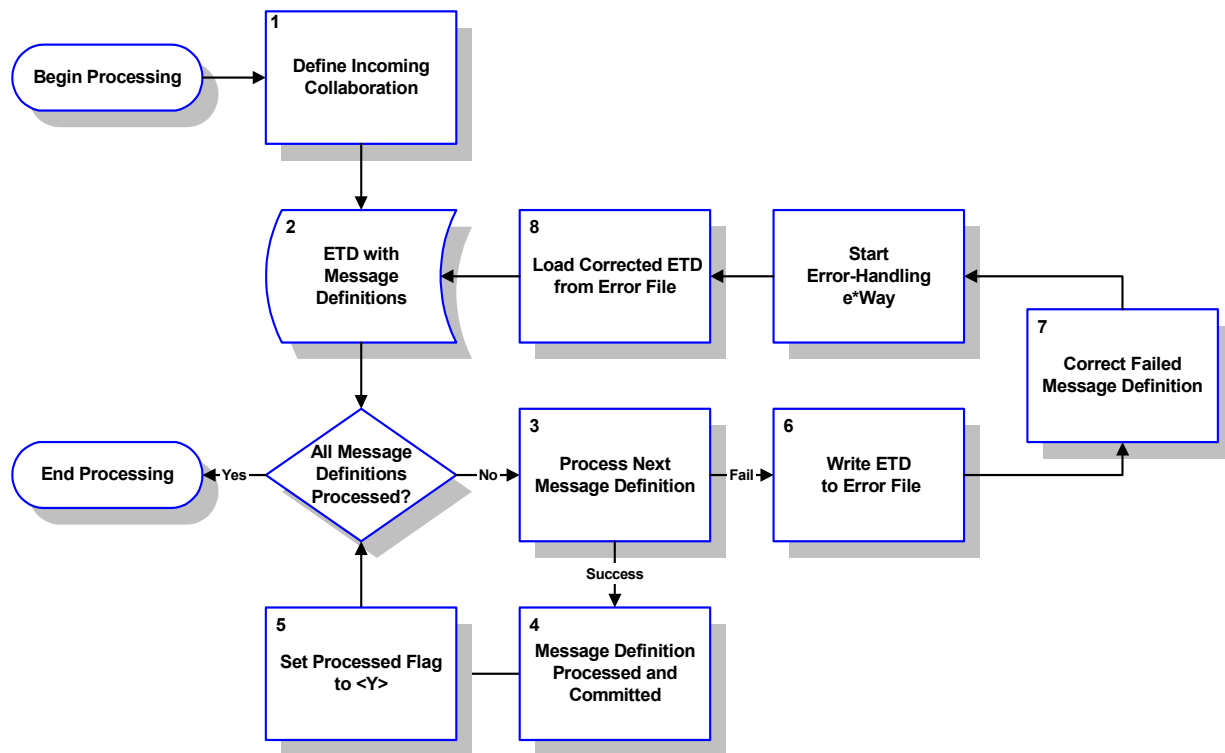 1
Begin Processing
Define Incoming
Collaboration
2
ETD with
Message
Definitions
8
Load Corrected ETD
from Error File
Start
Error-Handling
e*Way
7
Correct Failed
Message Definition
End Processing
Yes
All Message
Definitions
Processed?
No
3
Process Next
Message Definition
Fail
6
Write ETD
to Error File
Success
5
Set Processed Flag
to <Y>
4
Message Definition
Processed and
Committed